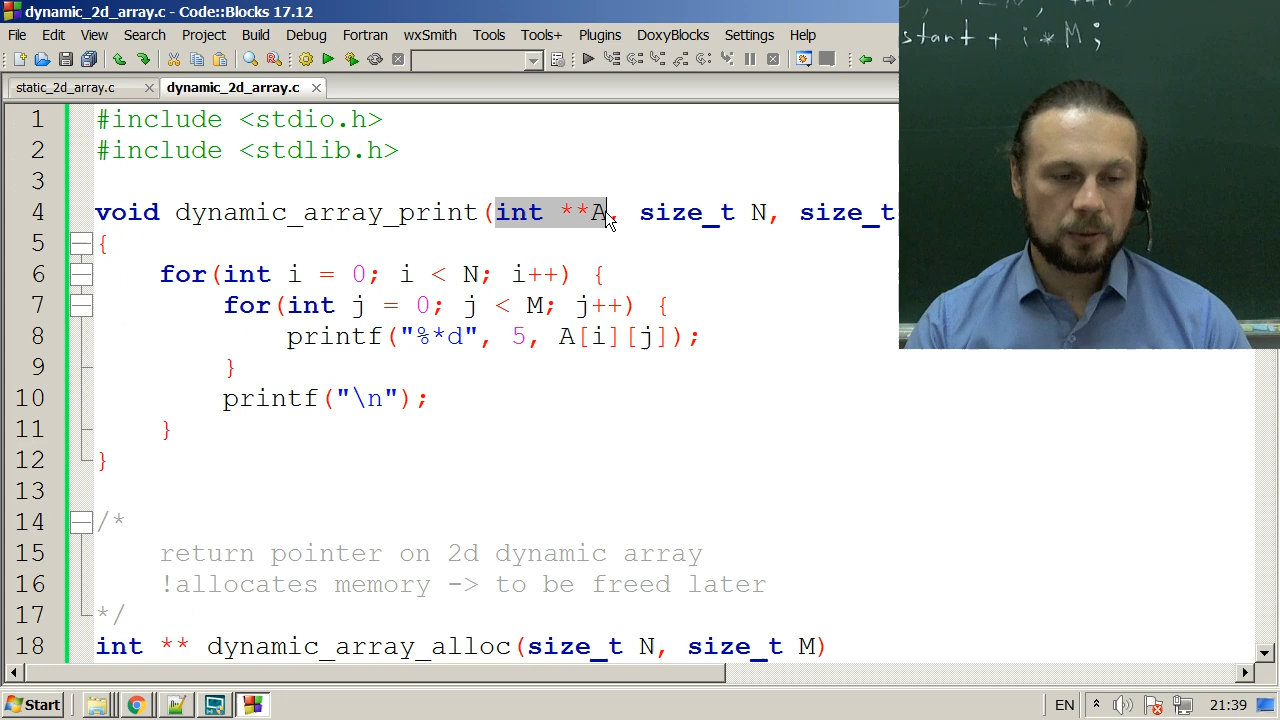 dynamic_2d_array.c - Code::Blocks 17.12
File Edit View Search Project Build Debug Fortran wxSmith Tools Tools+ Plugins DoxyBlocks Settings Help
static_2d_array.c dynamic_2d_array.c
1 #include <stdio.h>
2 #include <stdlib.h>
3
4 void dynamic_array_print(int **A, size_t N, size_t
5 {
6 for(int i = 0; i < N; i++) {
7 for(int j = 0; j < M; j++) {
8 printf("%*d", 5, A[i][j]);
9 }
10 printf("\n");
11 }
12 }
13
14 /*
15 return pointer on 2d dynamic array
16 !allocates memory -> to be freed later
17 */
18 int ** dynamic_array_alloc(size_t N, size_t M)
stant + i*M;
Start EN 21:39